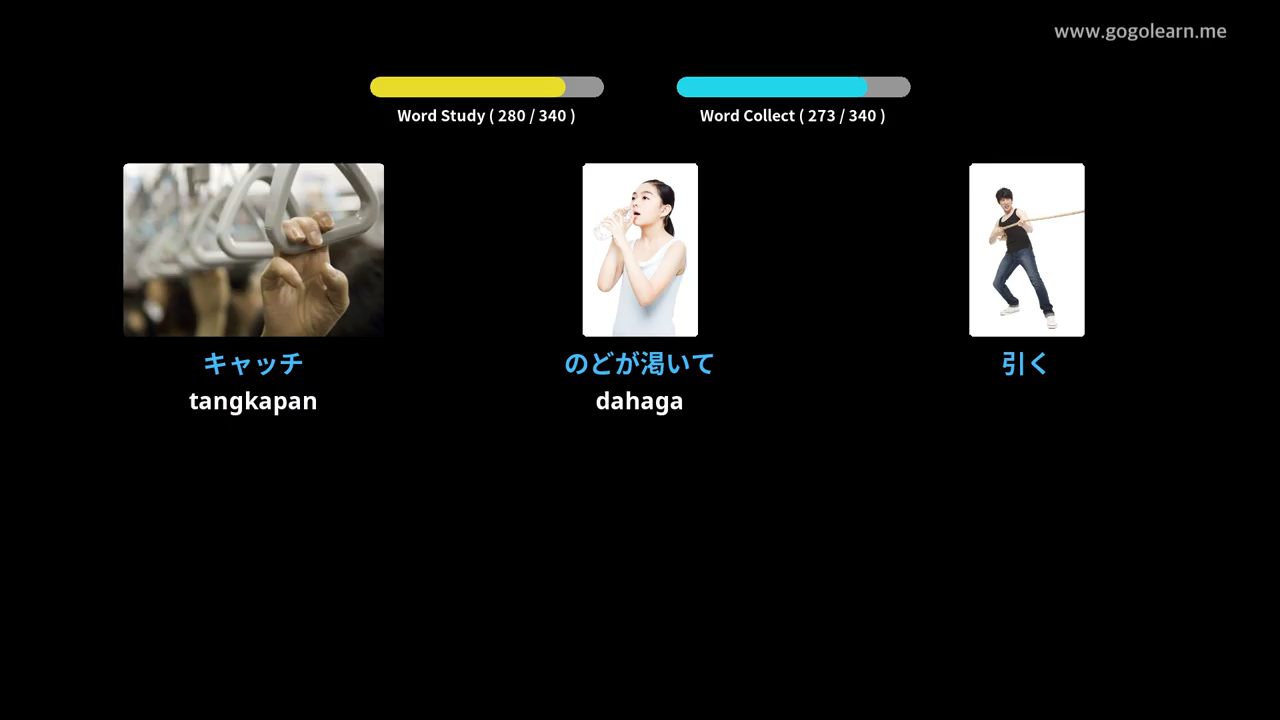 www.gogolearn.me
Word Study ( 280 / 340 )
Word Collect ( 273 / 340 )
キャッチ
tangkapan
のどが渇いて
dahaga
引く